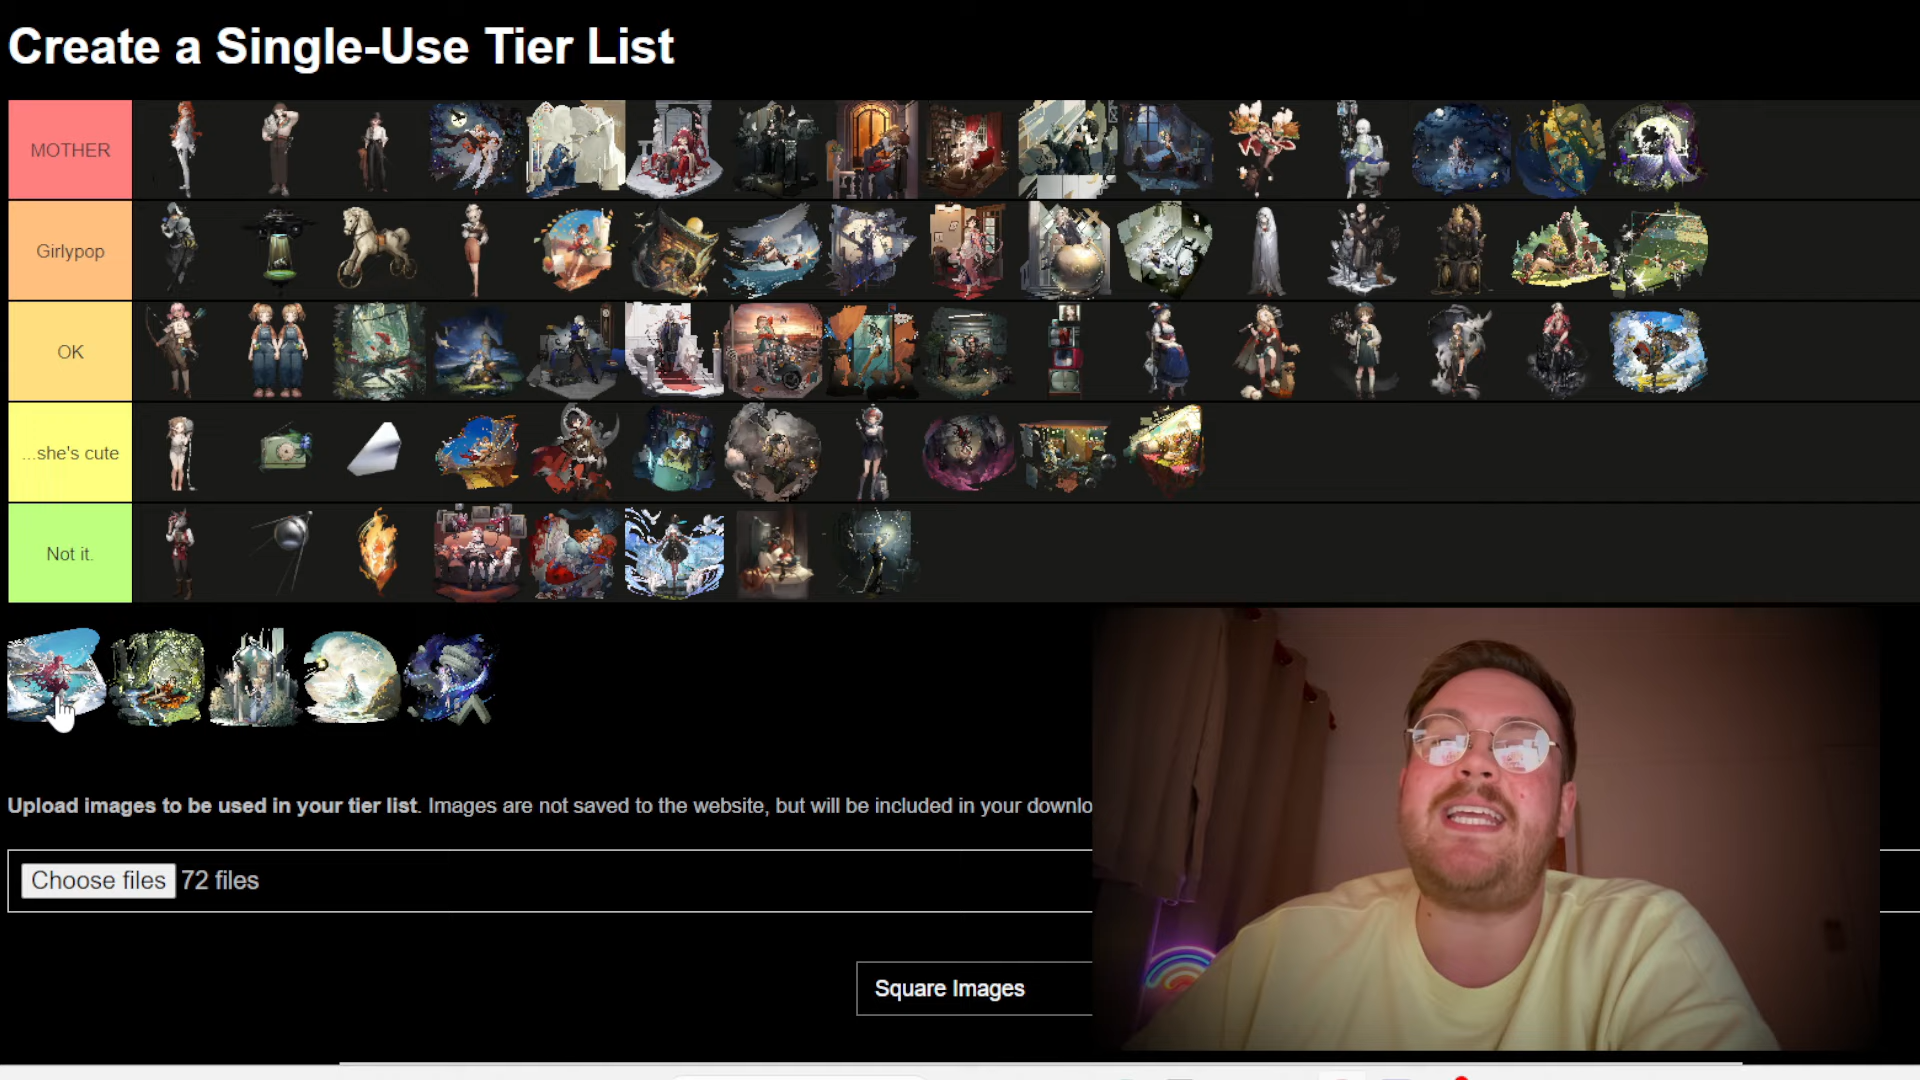 Create a Single-Use Tier List
MOTHER
Girlypop
OK
...she's cute
Not it.
Upload images to be used in your tier list. Images are not saved to the website, but will be included in your downlo
Choose files 72 files
Square Images